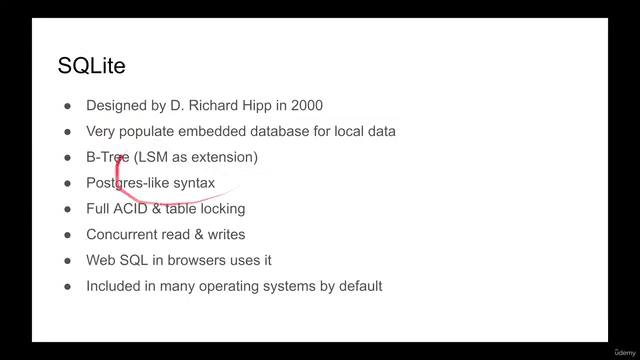 SQLite
● Designed by D. Richard Hipp in 2000
● Very populate embedded database for local data
● B-Tree (LSM as extension)
● Postgres-like syntax
● Full ACID & table locking
● Concurrent read & writes
● Web SQL in browsers uses it
● Included in many operating systems by default
udemy